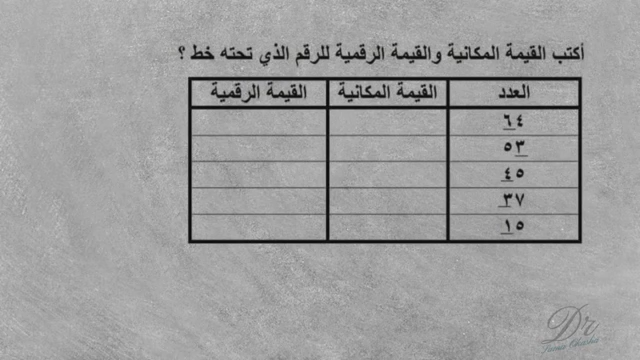 أكتب القيمة المكانية والقيمة الرقمية للرقم الذي تحته خط ؟
العدد القيمة المكانية القيمة الرقمية
٦٤
٥٣
٤٥
٣٧
١٥
Dr